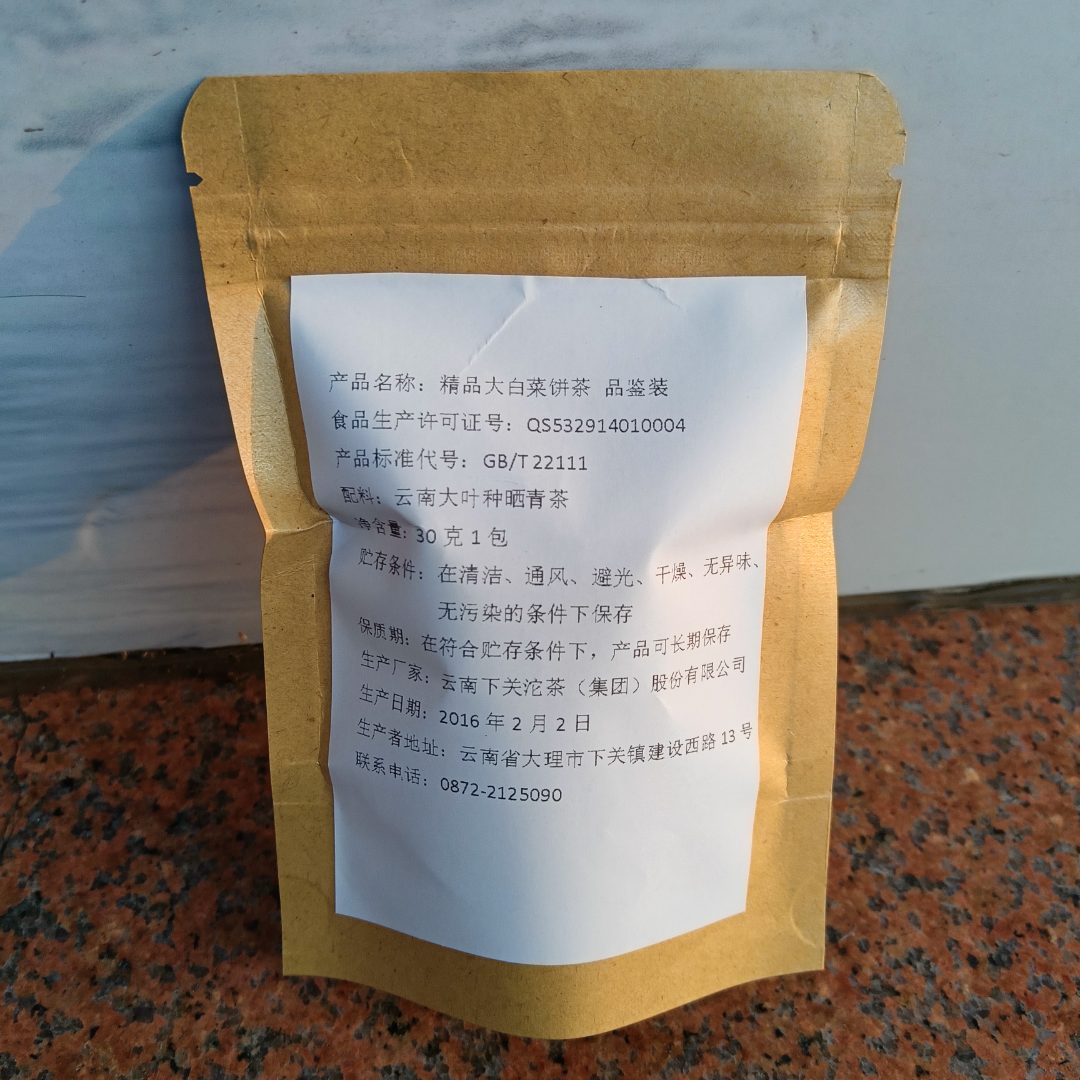 产品名称：精品大白菜饼茶 品鉴装
食品生产许可证号：QS532914010004
产品标准代号：GB/T22111
配料：云南大叶种晒青茶
净含量：30 克 1 包
贮存条件：在清洁、通风、避光、干燥、无异味、
无污染的条件下保存
保质期：在符合贮存条件下，产品可长期保存
生产厂家：云南下关沱茶（集团）股份有限公司
生产日期：2016 年 2 月 2 日
生产者地址：云南省大理市下关镇建设西路 13 号
联系电话：0872-2125090